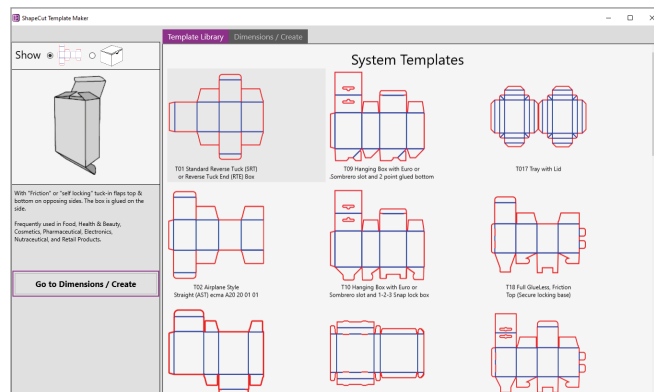 ShapeCut Template Maker
Template Library
Dimensions / Create
Show
With "Friction" or "self locking" tuck-in flaps top &
bottom on opposing sides. The box is glued on the
side.
Frequently used in Food, Health & Beauty,
Cosmetics, Pharmaceutical, Electronics,
Nutraceutical, and Retail Products.
Go to Dimensions / Create
System Templates
T01 Standard Reverse Tuck (SRT)
or Reverse Tuck End (RTE) Box
T09 Hanging Box with Euro or
.Sombrero slot and 2 point glued bottom
T017 Tray with Lid
T02 Airplane Style
Straight (AST) ecma A20 20 01 01
T10 Hanging Box with Euro or
Sombrero slot and 1-2-3 Snap lock box
T18 Full GlueLess, Friction
Top (Secure locking base)